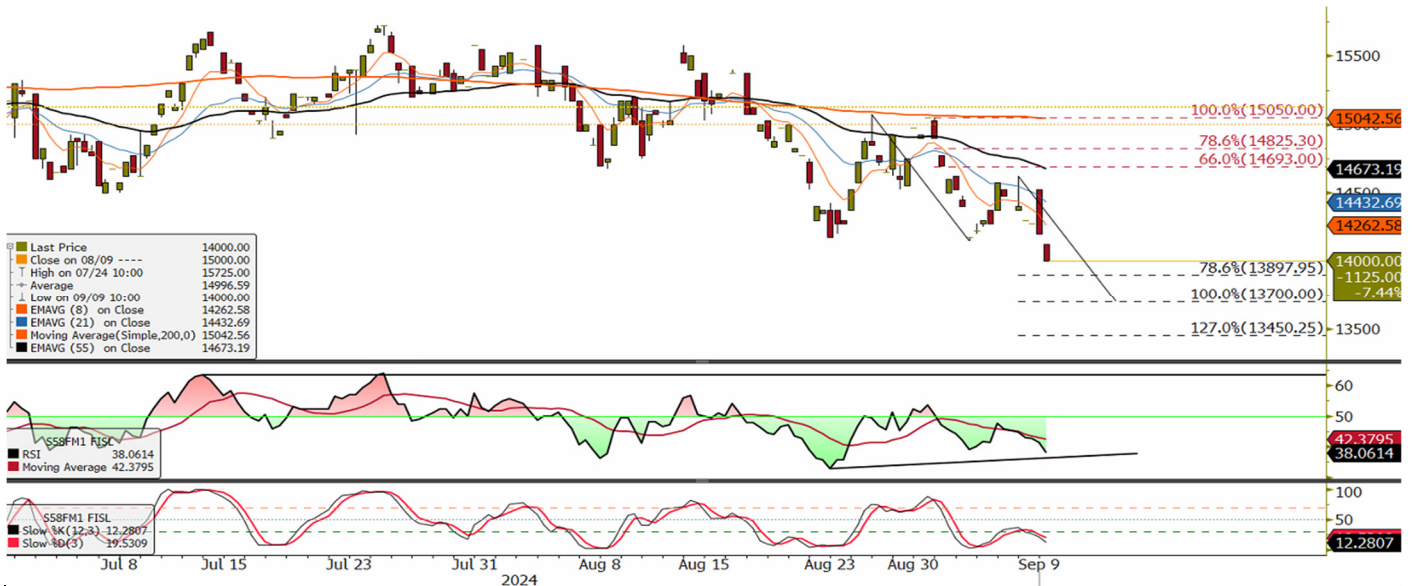 15500
100.0%(15050.00)
15042.56
15000
78.6%(14825.30)
66.0%(14693.00)
14673.19
14500
14432.69
14262.58
14000.00
-1125.00
-7.44%
78.6%(13897.95)
100.0%(13700.00)
127.0%(13450.25)
13500
Last Price 14000.00
Close on 08/09 ---- 15000.00
High on 07/24 10:00 15725.00
Average 14996.59
Low on 09/09 10:00 14000.00
EMAVG (8) on Close 14262.58
EMAVG (21) on Close 14432.69
Moving Average(Simple,200,0) 15042.56
EMAVG (55) on Close 14673.19
60
50
42.3795
38.0614
S58FM1 FISL
RSI 38.0614
Moving Average 42.3795
100
50
12.2807
S58FM1 FISL
Slow %K(12,3) 12.2807
Slow %D(3) 19.5309
Jul 8 Jul 15 Jul 23 Jul 31 Aug 8 Aug 15 Aug 23 Aug 30 Sep 9
2024